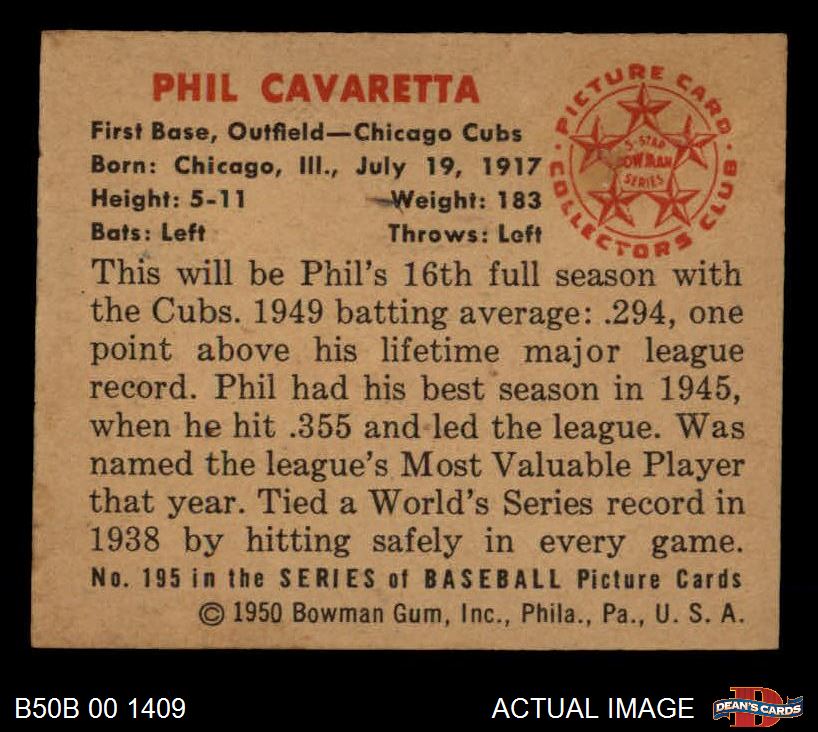 PHIL CAVARETTA
First Base, Outfield—Chicago Cubs
Born: Chicago, Ill., July 19, 1917
Height: 5-11 Weight: 183
Bats: Left Throws: Left
PICTURE CARD COLLECTORS CLUB
5-STAR
BOWMAN
SERIES
This will be Phil's 16th full season with
the Cubs. 1949 batting average: .294, one
point above his lifetime major league
record. Phil had his best season in 1945,
when he hit .355 and led the league. Was
named the league's Most Valuable Player
that year. Tied a World's Series record in
1938 by hitting safely in every game.
No. 195 in the SERIES of BASEBALL Picture Cards
© 1950 Bowman Gum, Inc., Phila., Pa., U. S. A.
B50B 00 1409
ACTUAL IMAGE
D
DEAN'S CARDS